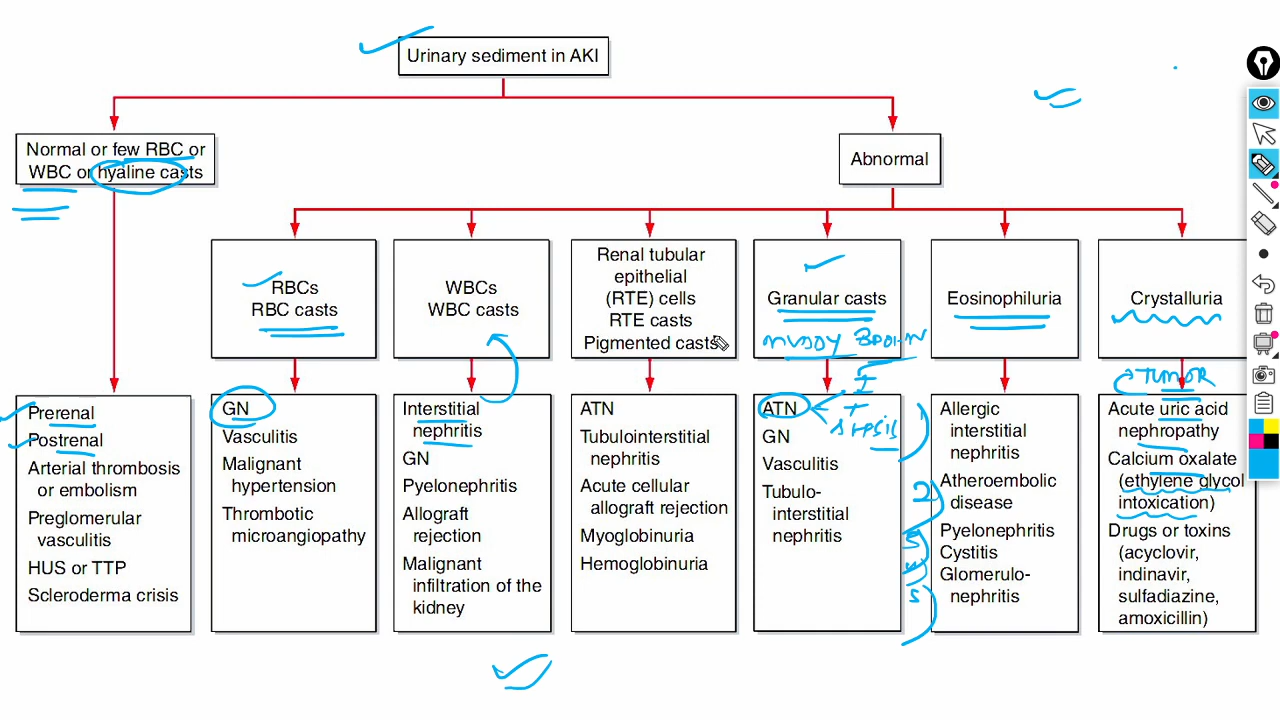 Urinary sediment in AKI
Normal or few RBC or
WBC or hyaline casts
Abnormal
RBCs
RBC casts
WBCs
WBC casts
Renal tubular
epithelial
(RTE) cells
RTE casts
Pigmented casts
Granular casts
MUDDY BROWN
Eosinophiluria
Crystalluria
Prerenal
Postrenal
Arterial thrombosis
or embolism
Preglomerular
vasculitis
HUS or TTP
Scleroderma crisis
GN
Vasculitis
Malignant
hypertension
Thrombotic
microangiopathy
Interstitial
nephritis
GN
Pyelonephritis
Allograft
rejection
Malignant
infiltration of the
kidney
ATN
Tubulointerstitial
nephritis
Acute cellular
allograft rejection
Myoglobinuria
Hemoglobinuria
I
+
sepsis
ATN
GN
Vasculitis
Tubulo-
interstitial
nephritis
2
5
Allergic
interstitial
nephritis
Atheroembolic
disease
Pyelonephritis
Cystitis
Glomerulo-
nephritis
TUMOR
Acute uric acid
nephropathy
Calcium oxalate
(ethylene glycol
intoxication)
Drugs or toxins
(acyclovir,
indinavir,
sulfadiazine,
amoxicillin)